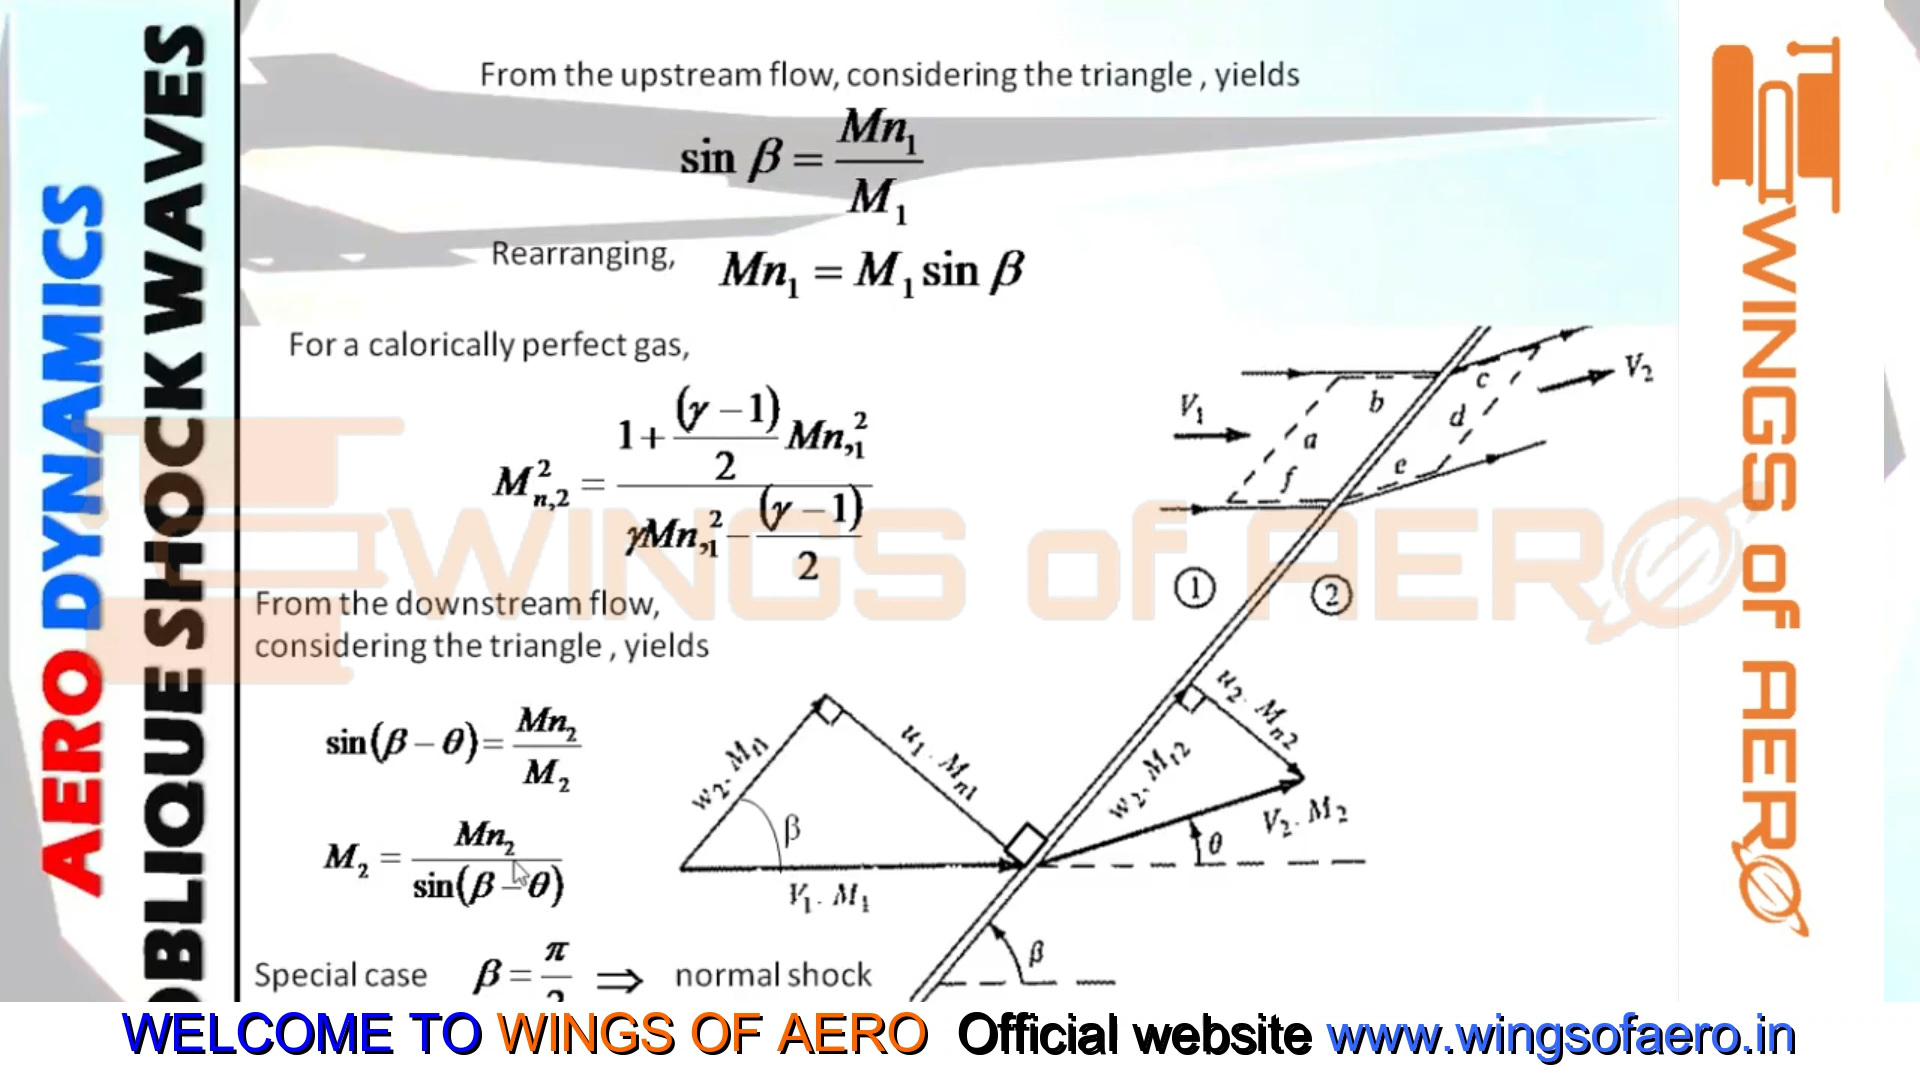 AERO DYNAMICS
OBLIQUE SHOCK WAVES
From the upstream flow, considering the triangle , yields
sin β = Mn₁ / M₁
Rearranging, Mn₁ = M₁ sin β
For a calorically perfect gas,
M²ₙ,₂ = (1 + (γ − 1)/2 Mn,₁²) / (γMn,₁² − (γ − 1)/2)
From the downstream flow,
considering the triangle , yields
sin(β − θ) = Mn₂ / M₂
M₂ = Mn₂ / sin(β − θ)
Special case β = π/2 ⇒ normal shock
V₁
V₂
a
b
c
d
e
f
1
2
w₂, Mₜ₁
u₁, Mₙ₁
β
V₁, M₁
u₂, Mₙ₂
w₂, Mₜ₂
V₂, M₂
θ
β
WINGS of AERO
WINGS OF AERO
WELCOME TO WINGS OF AERO Official website www.wingsofaero.in